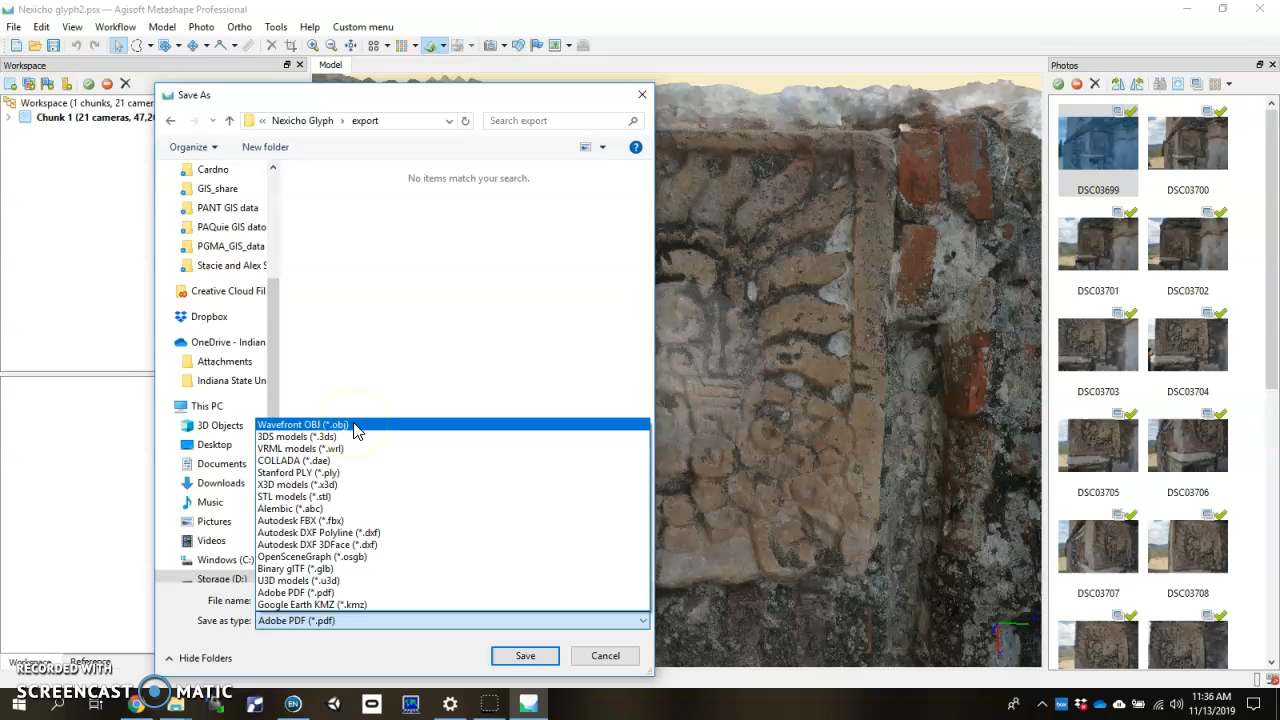 Nexicho glyph2.psx — Agisoft Metashape Professional
File Edit View Workflow Model Photo Ortho Tools Help Custom menu
Workspace
Model
Photos
Workspace (1 chunks, 21 camer
Chunk 1 (21 cameras, 47,2
Save As
« Nexicho Glyph › export
Search export
Organize
New folder
No items match your search.
Cardno
GIS_share
PANT GIS data
PAQuie GIS dato
PGMA_GIS_data
Stacie and Alex S
Creative Cloud Fil
Dropbox
OneDrive - Indian
Attachments
Indiana State Un
This PC
3D Objects
Desktop
Documents
Downloads
Music
Pictures
Videos
Windows (C:)
Storage (D:)
Wavefront OBJ (*.obj)
3DS models (*.3ds)
VRML models (*.wrl)
COLLADA (*.dae)
Stanford PLY (*.ply)
X3D models (*.x3d)
STL models (*.stl)
Alembic (*.abc)
Autodesk FBX (*.fbx)
Autodesk DXF Polyline (*.dxf)
Autodesk DXF 3DFace (*.dxf)
OpenSceneGraph (*.osgb)
Binary glTF (*.glb)
U3D models (*.u3d)
Adobe PDF (*.pdf)
Google Earth KMZ (*.kmz)
File name:
Save as type: Adobe PDF (*.pdf)
Hide Folders
Save
Cancel
DSC03699 DSC03700
DSC03701 DSC03702
DSC03703 DSC03704
DSC03705 DSC03706
DSC03707 DSC03708
RECORDED WITH
SCREENCAST MATIC
EN
box
11:36 AM
11/13/2019